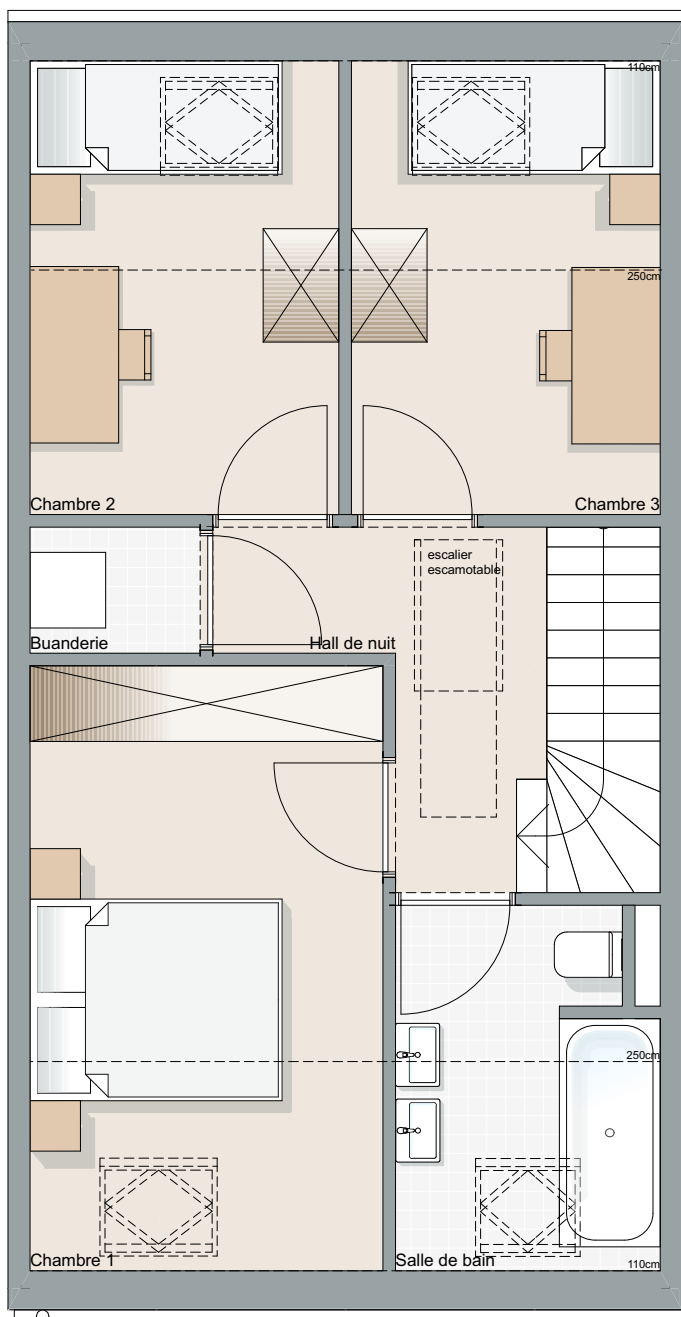 110cm
250cm
Chambre 2
Chambre 3
escalier
escamotable
Buanderie
Hall de nuit
250cm
Chambre 1
Salle de bain
110cm